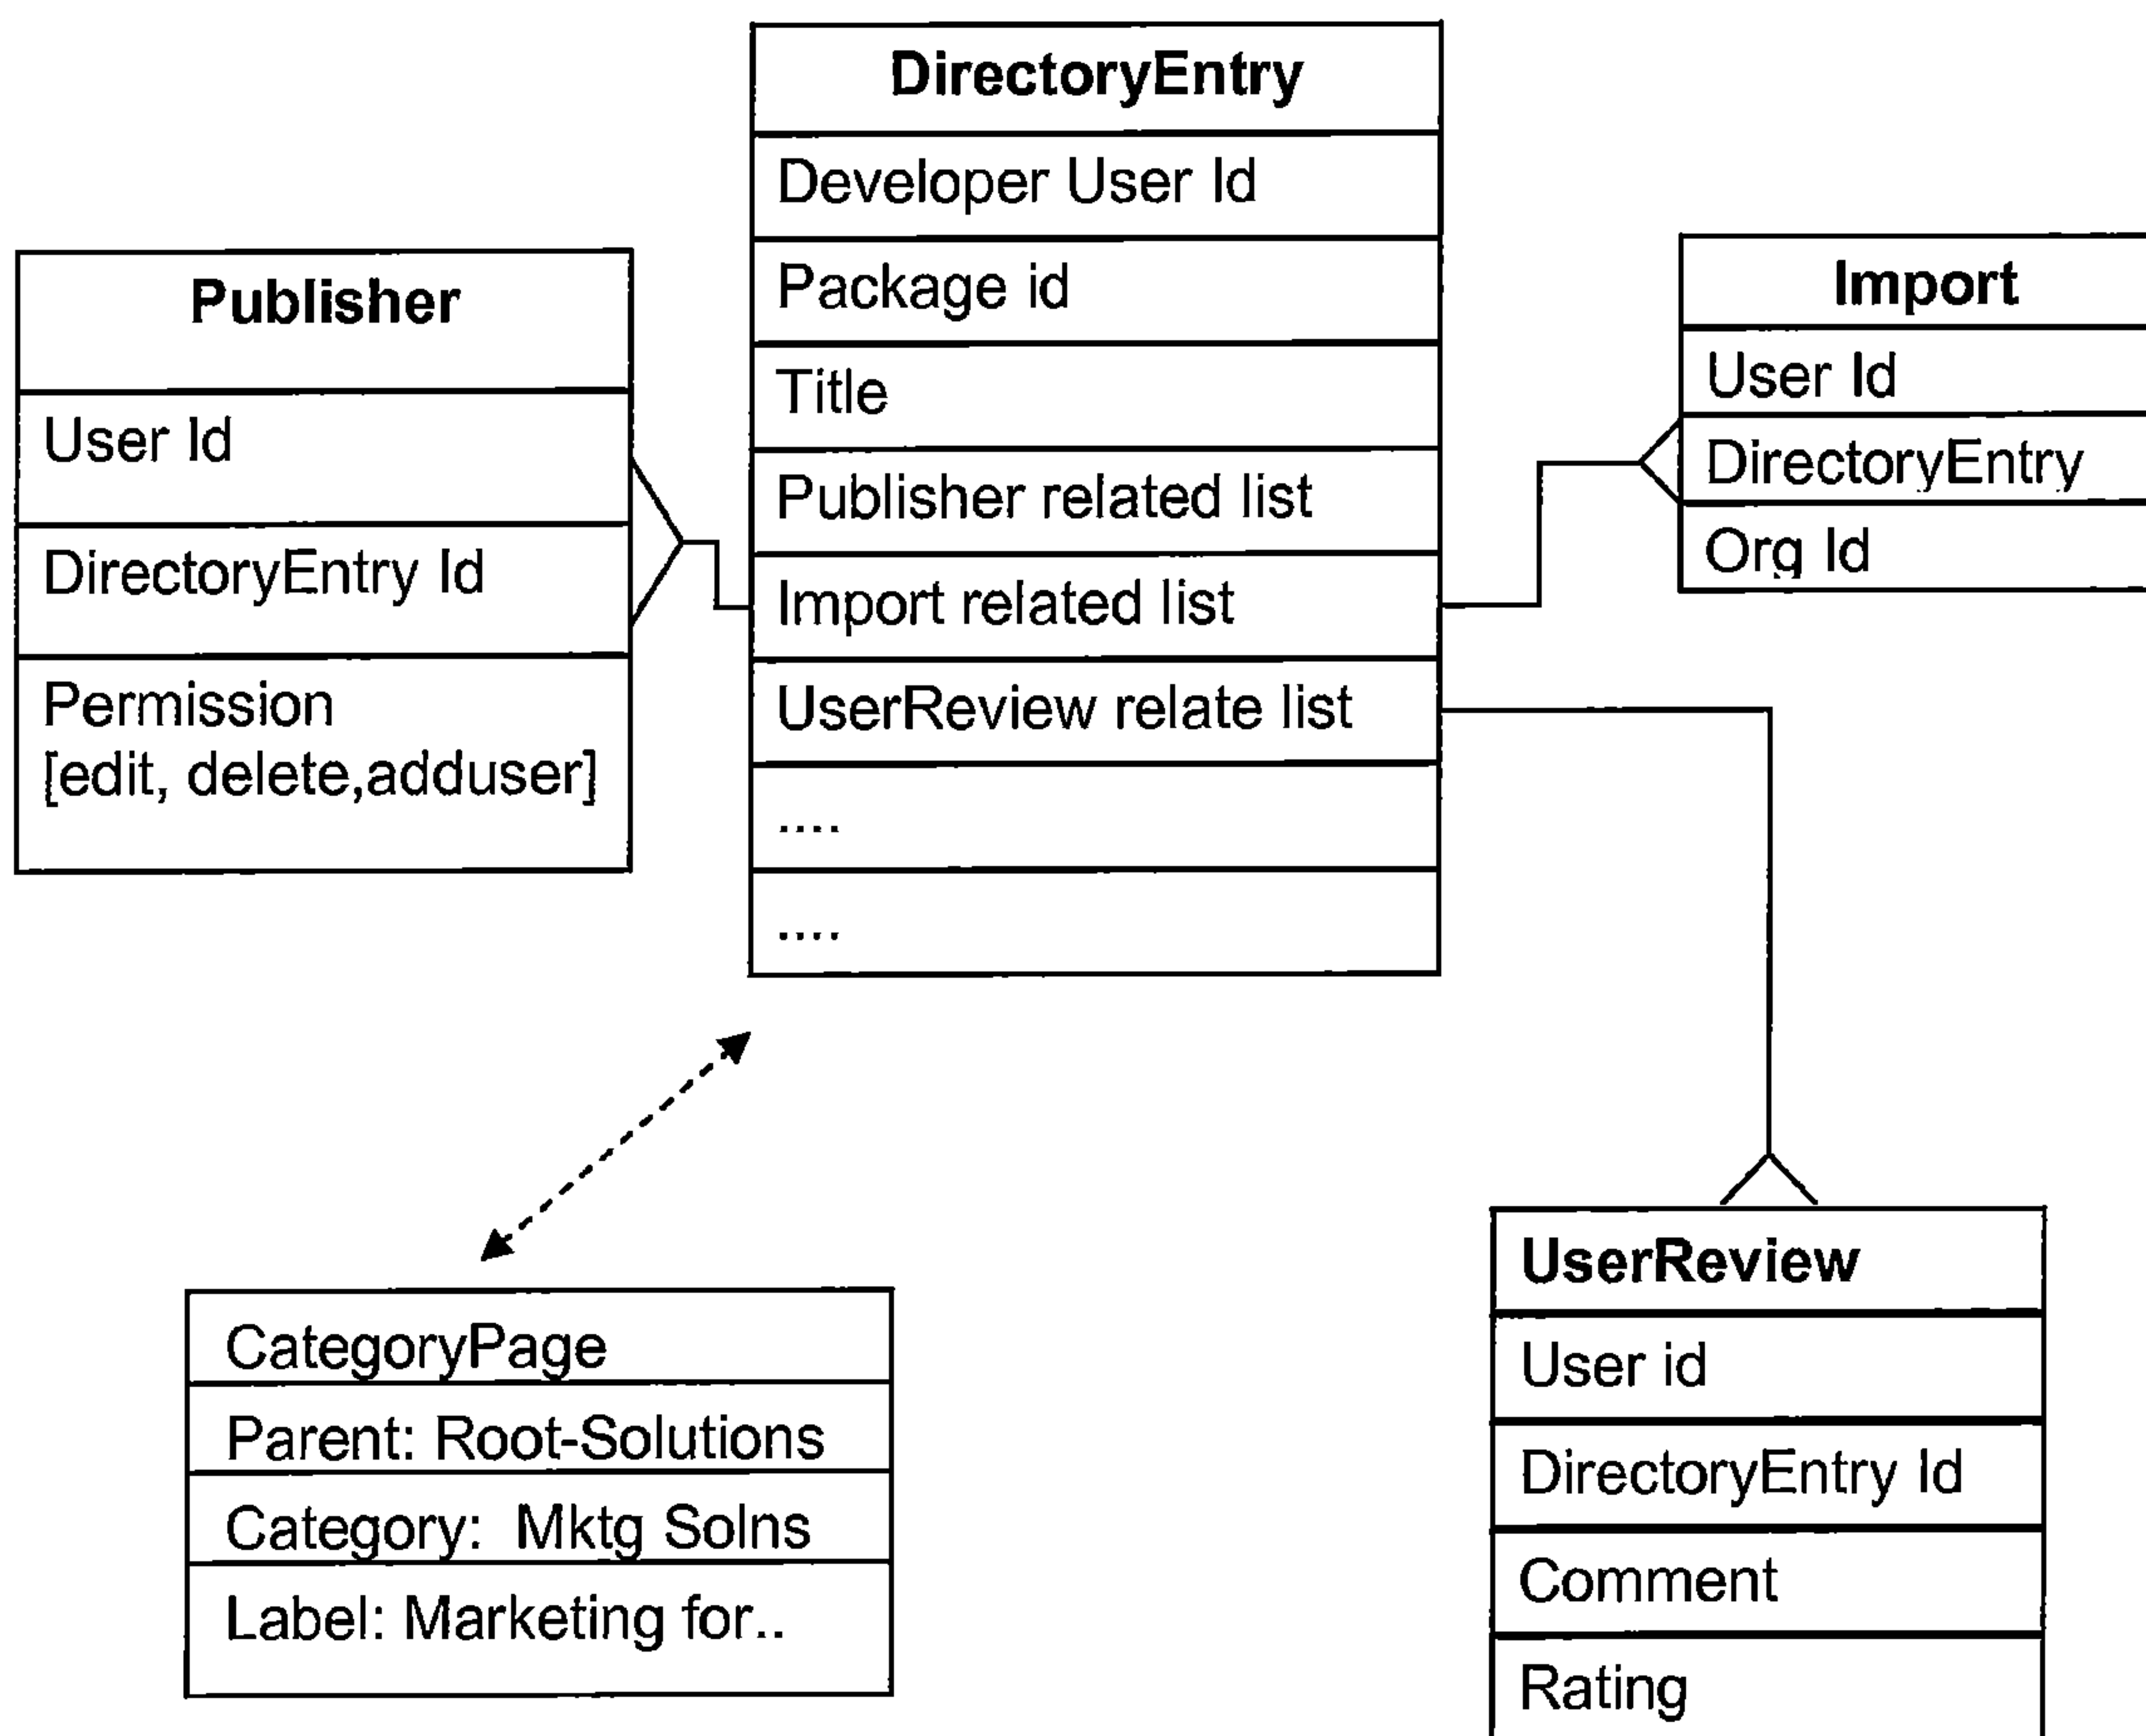 DirectoryEntry
Developer User Id
Package id
Title
Publisher related list
Import related list
UserReview relate list
....
....
Publisher
User Id
DirectoryEntry Id
Permission
[edit, delete,adduser]
Import
User Id
DirectoryEntry
Org Id
CategoryPage
Parent: Root-Solutions
Category:  Mktg Solns
Label: Marketing for..
UserReview
User id
DirectoryEntry Id
Comment
Rating